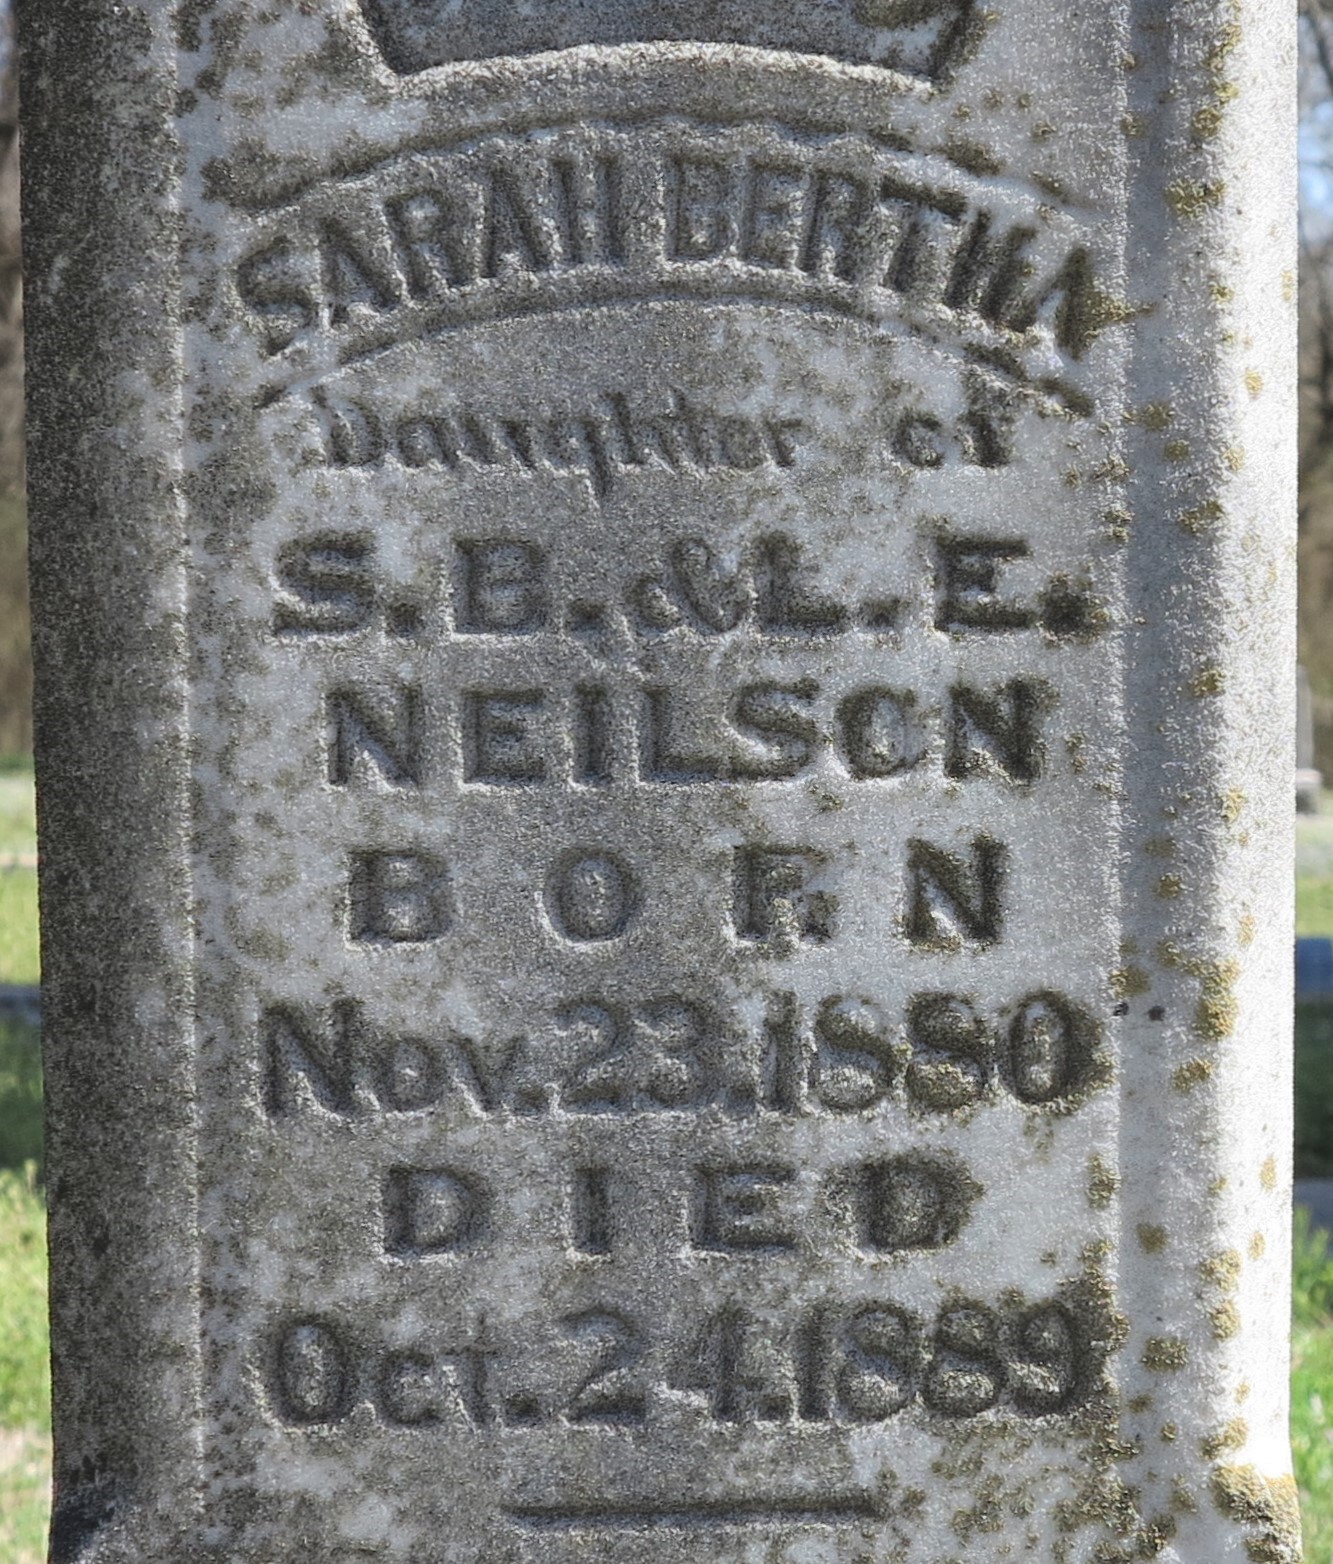 SARAH BERTHA
Daughter of
S. B. & L. E.
NEILSON
BORN
Nov. 23, 1880
DIED
Oct. 24, 1889